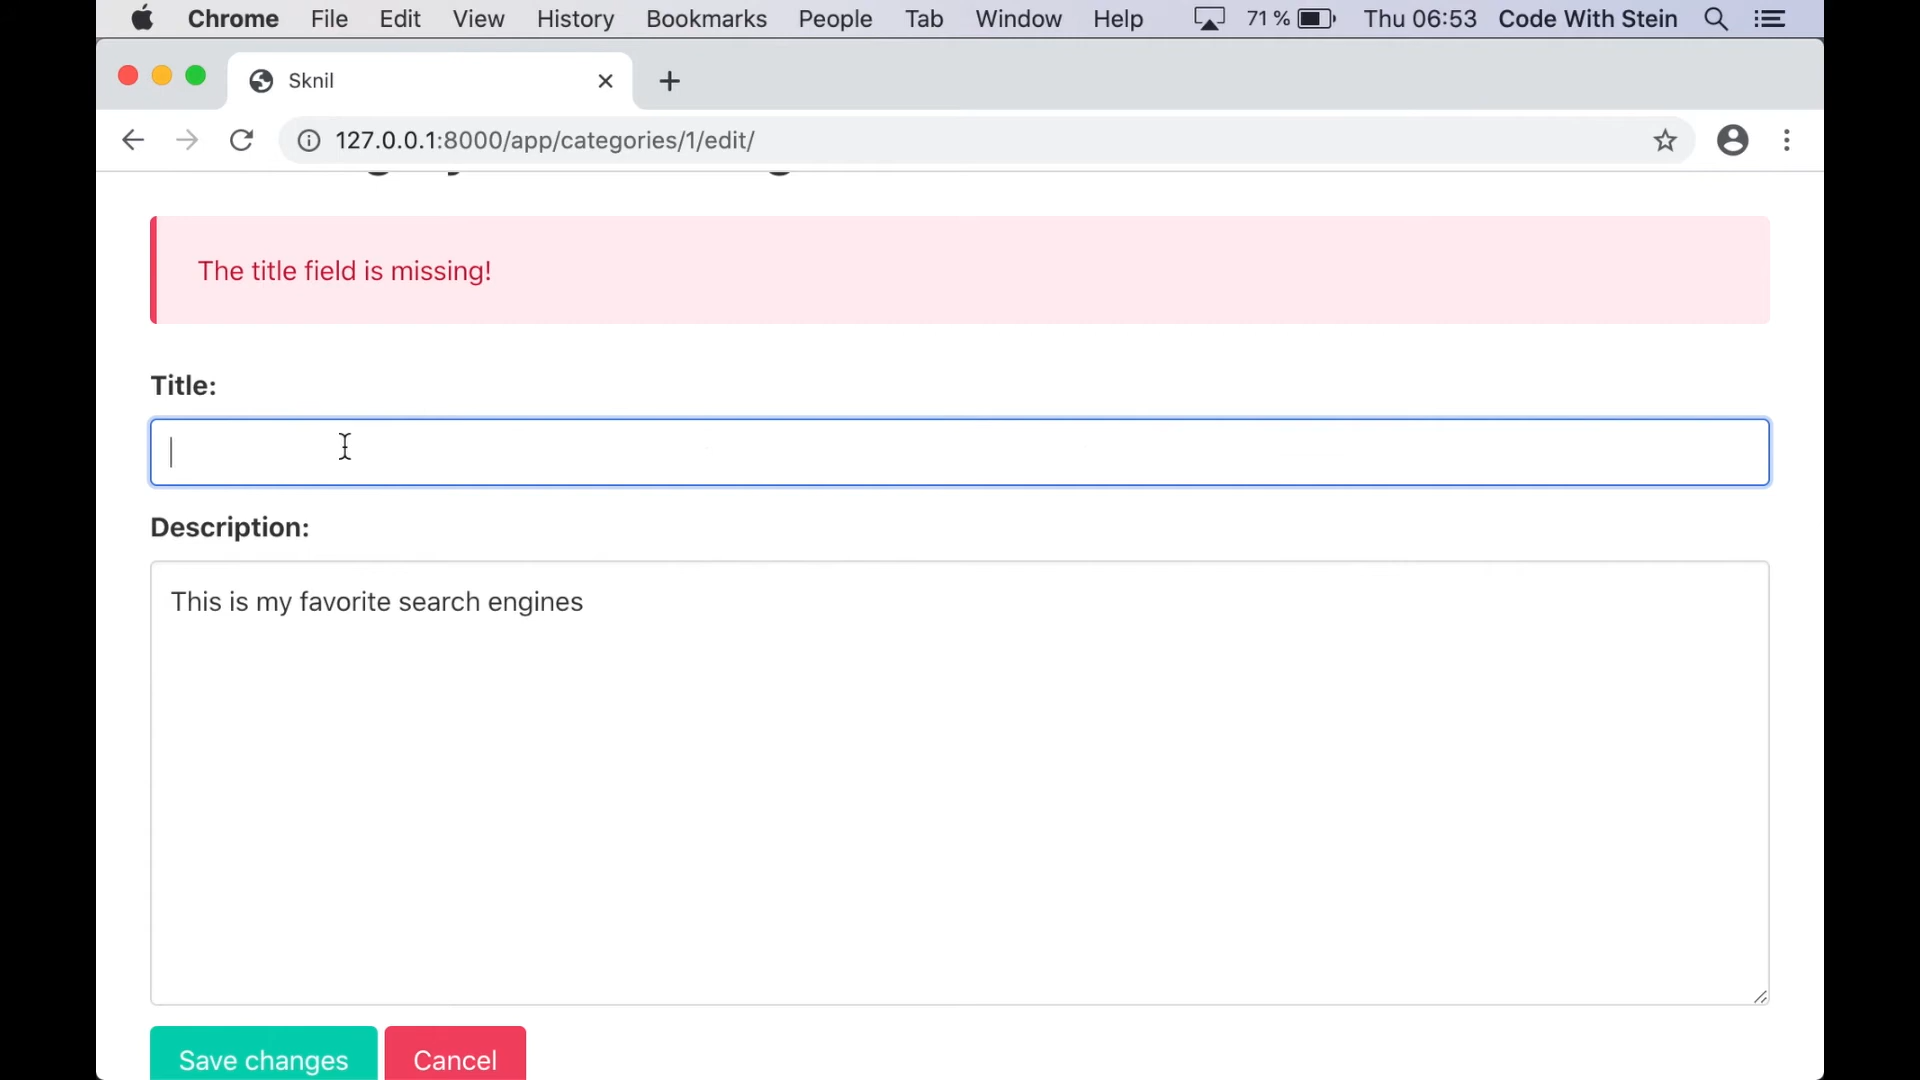 Chrome File Edit View History Bookmarks People Tab Window Help 71 % Thu 06:53 Code With Stein
Sknil
127.0.0.1:8000/app/categories/1/edit/
The title field is missing!
Title:
Description:
This is my favorite search engines
Save changes Cancel